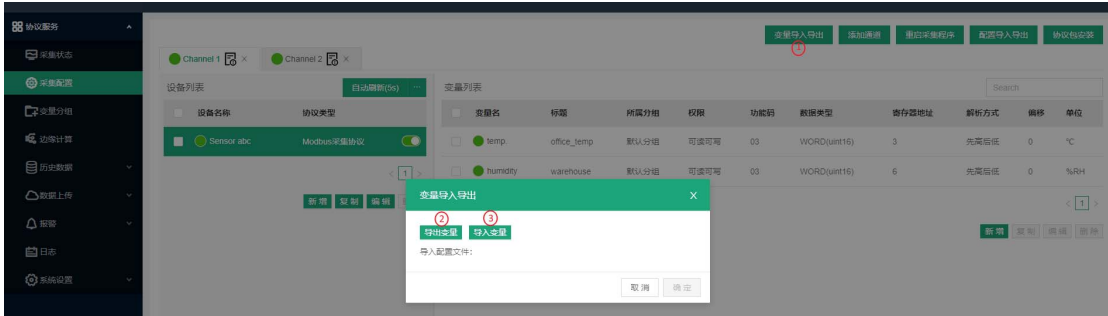 协议服务
采集状态
采集配置
变量分组
边缘计算
历史数据
数据上传
报警
日志
系统设置
变量导入导出 添加通道 重启采集程序 配置导入导出 协议包安装
①
Channel 1 × Channel 2 ×
设备列表 自动刷新(5s) ···
设备名称 协议类型
Sensor abc Modbus采集协议
< 1 >
新增 复制 编辑
变量列表 Search
变量名 标题 所属分组 权限 功能码 数据类型 寄存器地址 解析方式 偏移 单位
temp. office_temp 默认分组 可读可写 03 WORD(uint16) 3 先高后低 0 ℃
humidity warehouse 默认分组 可读可写 03 WORD(uint16) 6 先高后低 0 %RH
< 1 >
新增 复制 编辑 删除
变量导入导出 X
② ③
导出变量 导入变量
导入配置文件:
取消 确定